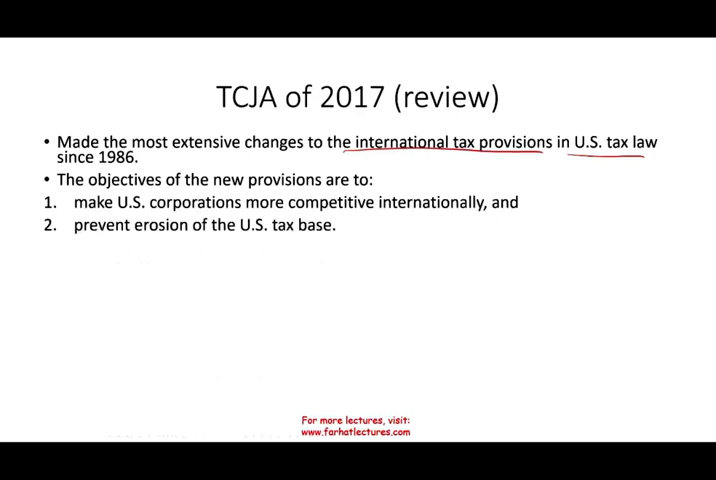 TCJA of 2017 (review)
• Made the most extensive changes to the international tax provisions in U.S. tax law
since 1986.
• The objectives of the new provisions are to:
1. make U.S. corporations more competitive internationally, and
2. prevent erosion of the U.S. tax base.
For more lectures, visit:
www.farhatlectures.com